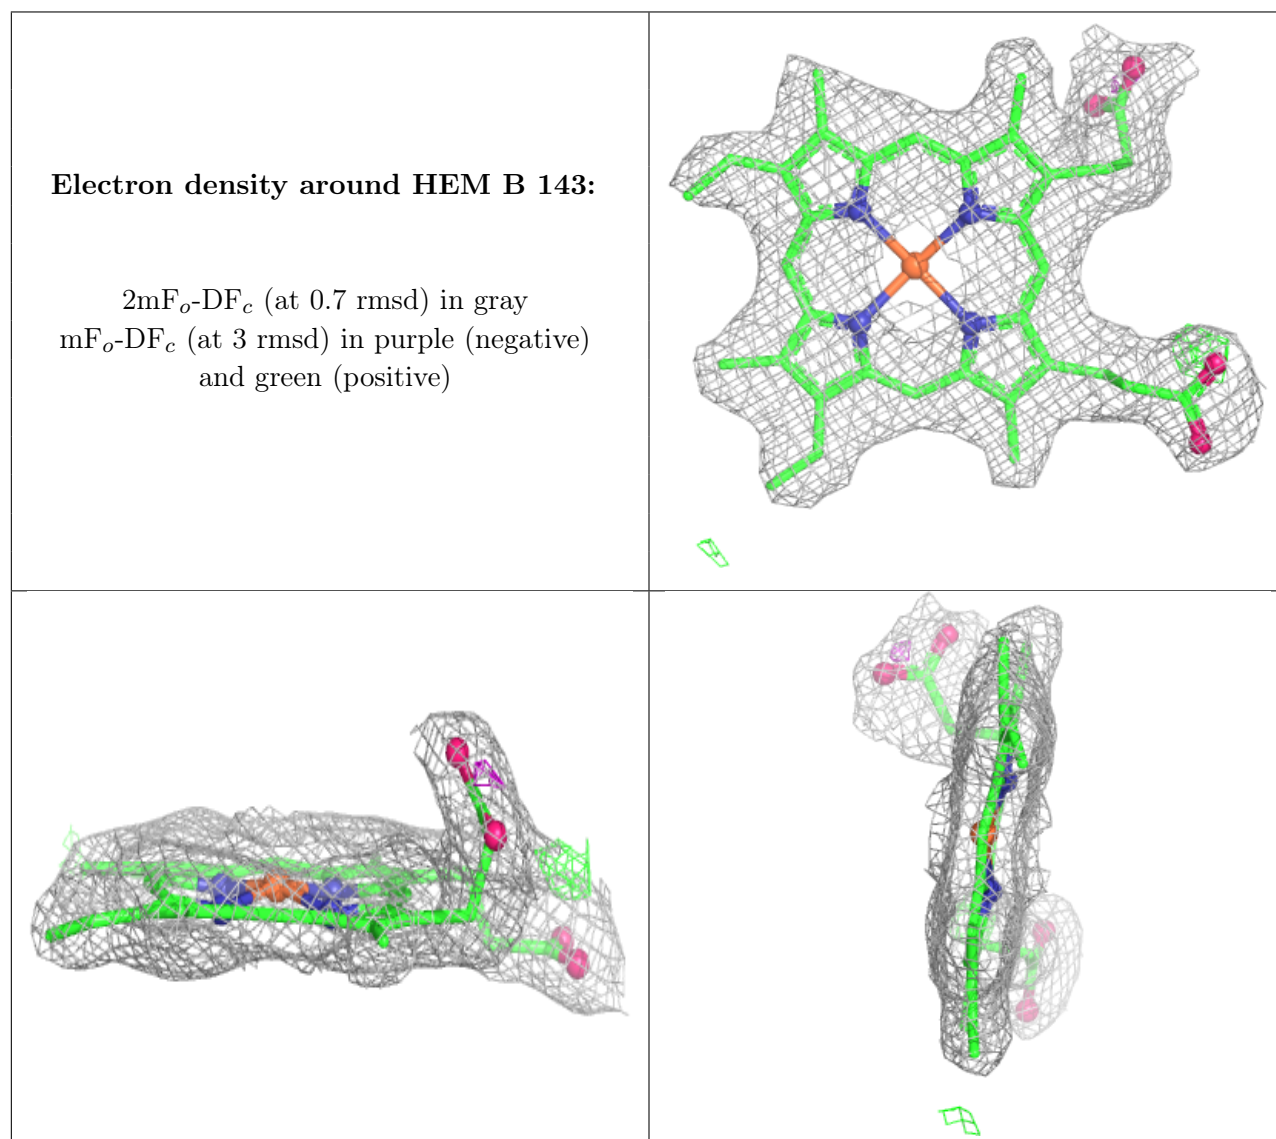 Electron density around HEM B 143:
2mFo-DFc (at 0.7 rmsd) in gray
mFo-DFc (at 3 rmsd) in purple (negative)
and green (positive)